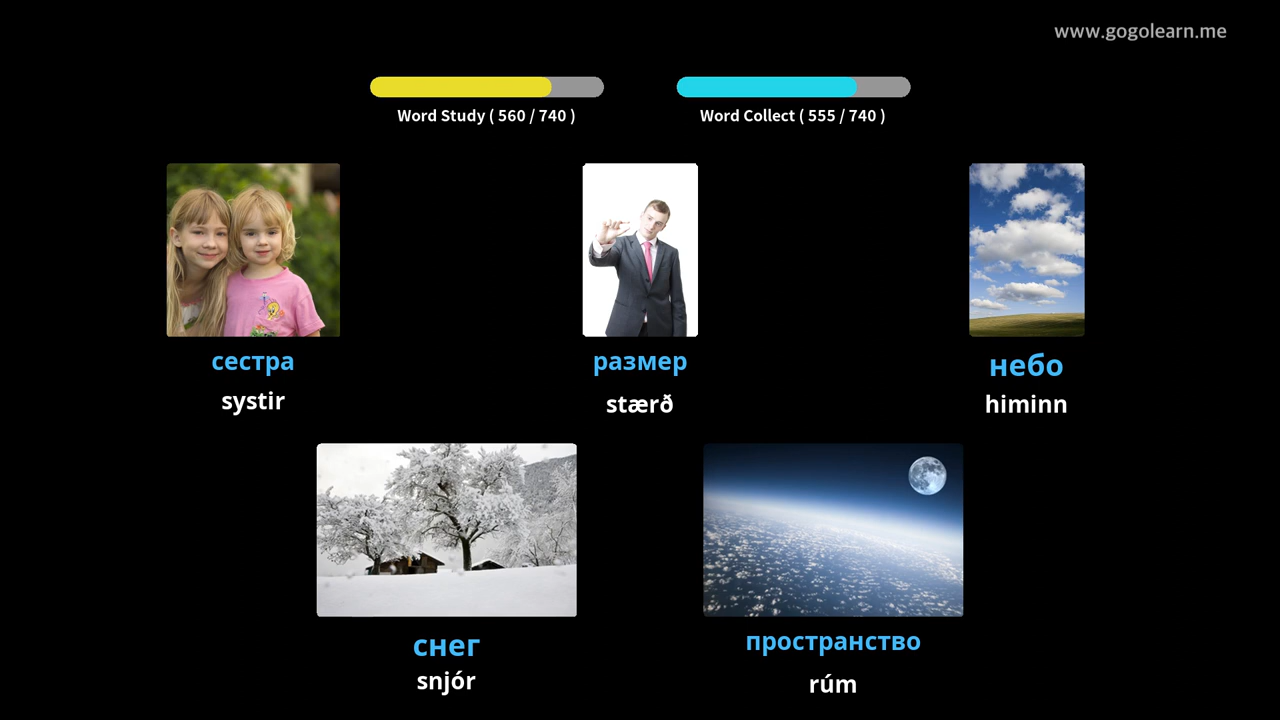 www.gogolearn.me
Word Study ( 560 / 740 )
Word Collect ( 555 / 740 )
сестра
systir
размер
stærð
небо
himinn
снег
snjór
пространство
rúm